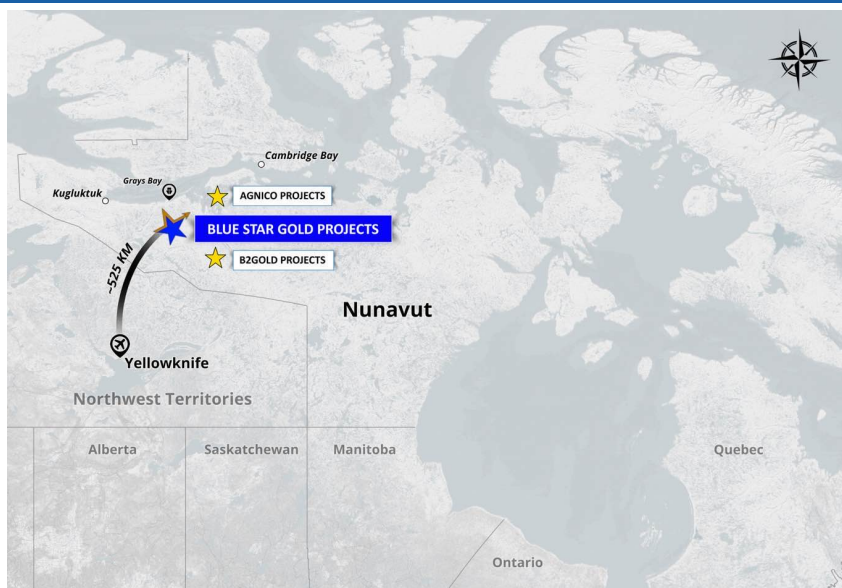 Cambridge Bay
Grays Bay
Kugluktuk
AGNICO PROJECTS
BLUE STAR GOLD PROJECTS
B2GOLD PROJECTS
~525 KM
Nunavut
Yellowknife
Northwest Territories
Alberta
Saskatchewan
Manitoba
Quebec
Ontario